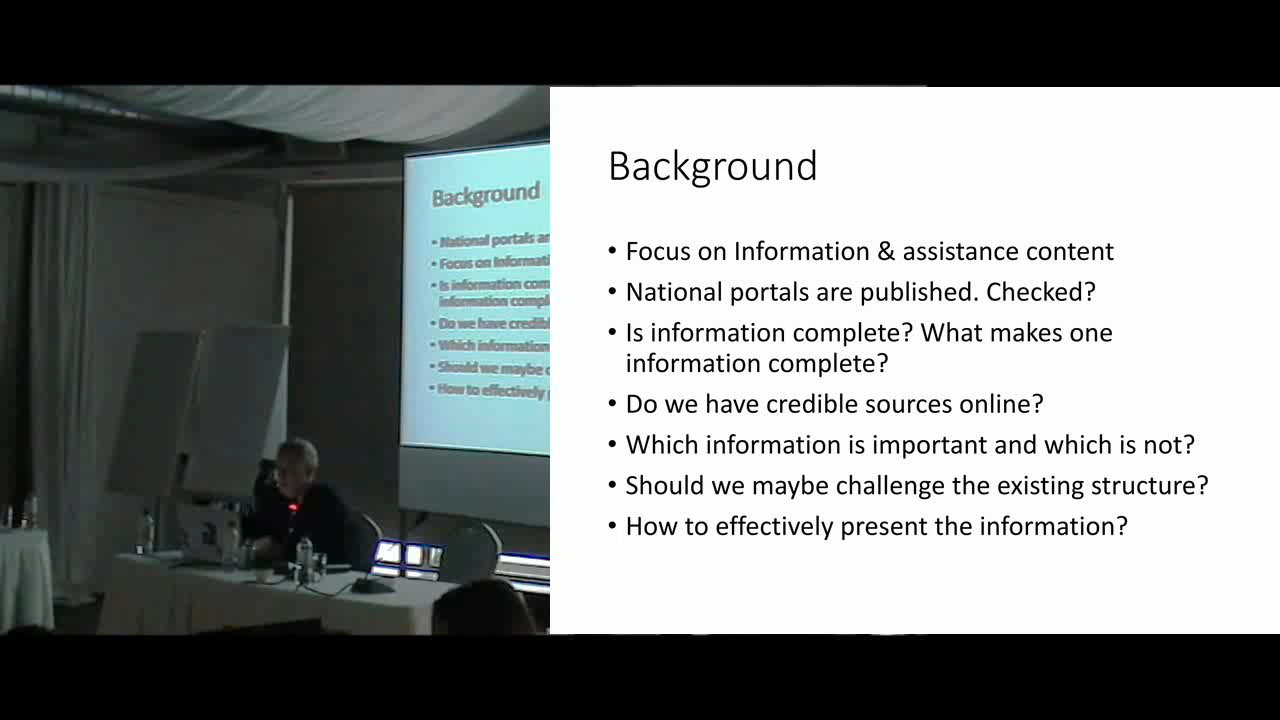 Background
• National portals ar
• Focus on Informati
• Is information com
information compl
• Do we have credibl
• Which information
• Should we maybe c
• How to effectively
Background
• Focus on Information & assistance content
• National portals are published. Checked?
• Is information complete? What makes one
information complete?
• Do we have credible sources online?
• Which information is important and which is not?
• Should we maybe challenge the existing structure?
• How to effectively present the information?